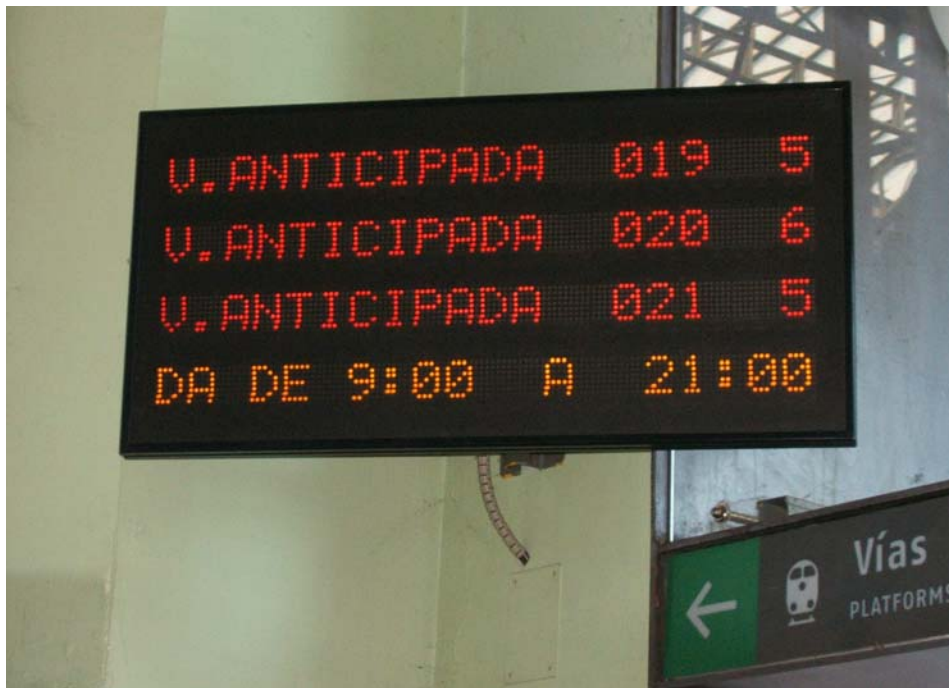 V.ANTICIPADA 019 5
V.ANTICIPADA 020 6
V.ANTICIPADA 021 5
DA DE 9:00 A 21:00
Vías
PLATFORMS